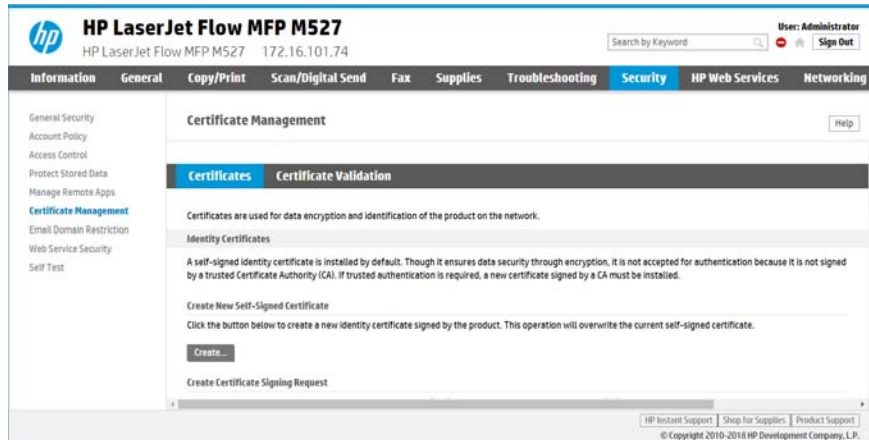 hp
HP LaserJet Flow MFP M527
HP LaserJet Flow MFP M527 172.16.101.74
User: Administrator
Search by Keyword
Sign Out
Information General Copy/Print Scan/Digital Send Fax Supplies Troubleshooting Security HP Web Services Networking
General Security
Account Policy
Access Control
Protect Stored Data
Manage Remote Apps
Certificate Management
Email Domain Restriction
Web Service Security
Self Test
Certificate Management
Help
Certificates Certificate Validation
Certificates are used for data encryption and identification of the product on the network.
Identity Certificates
A self-signed identity certificate is installed by default. Though it ensures data security through encryption, it is not accepted for authentication because it is not signed
by a trusted Certificate Authority (CA). If trusted authentication is required, a new certificate signed by a CA must be installed.
Create New Self-Signed Certificate
Click the button below to create a new identity certificate signed by the product. This operation will overwrite the current self-signed certificate.
Create...
Create Certificate Signing Request
HP Instant Support Shop for Supplies Product Support
© Copyright 2010-2018 HP Development Company, L.P.